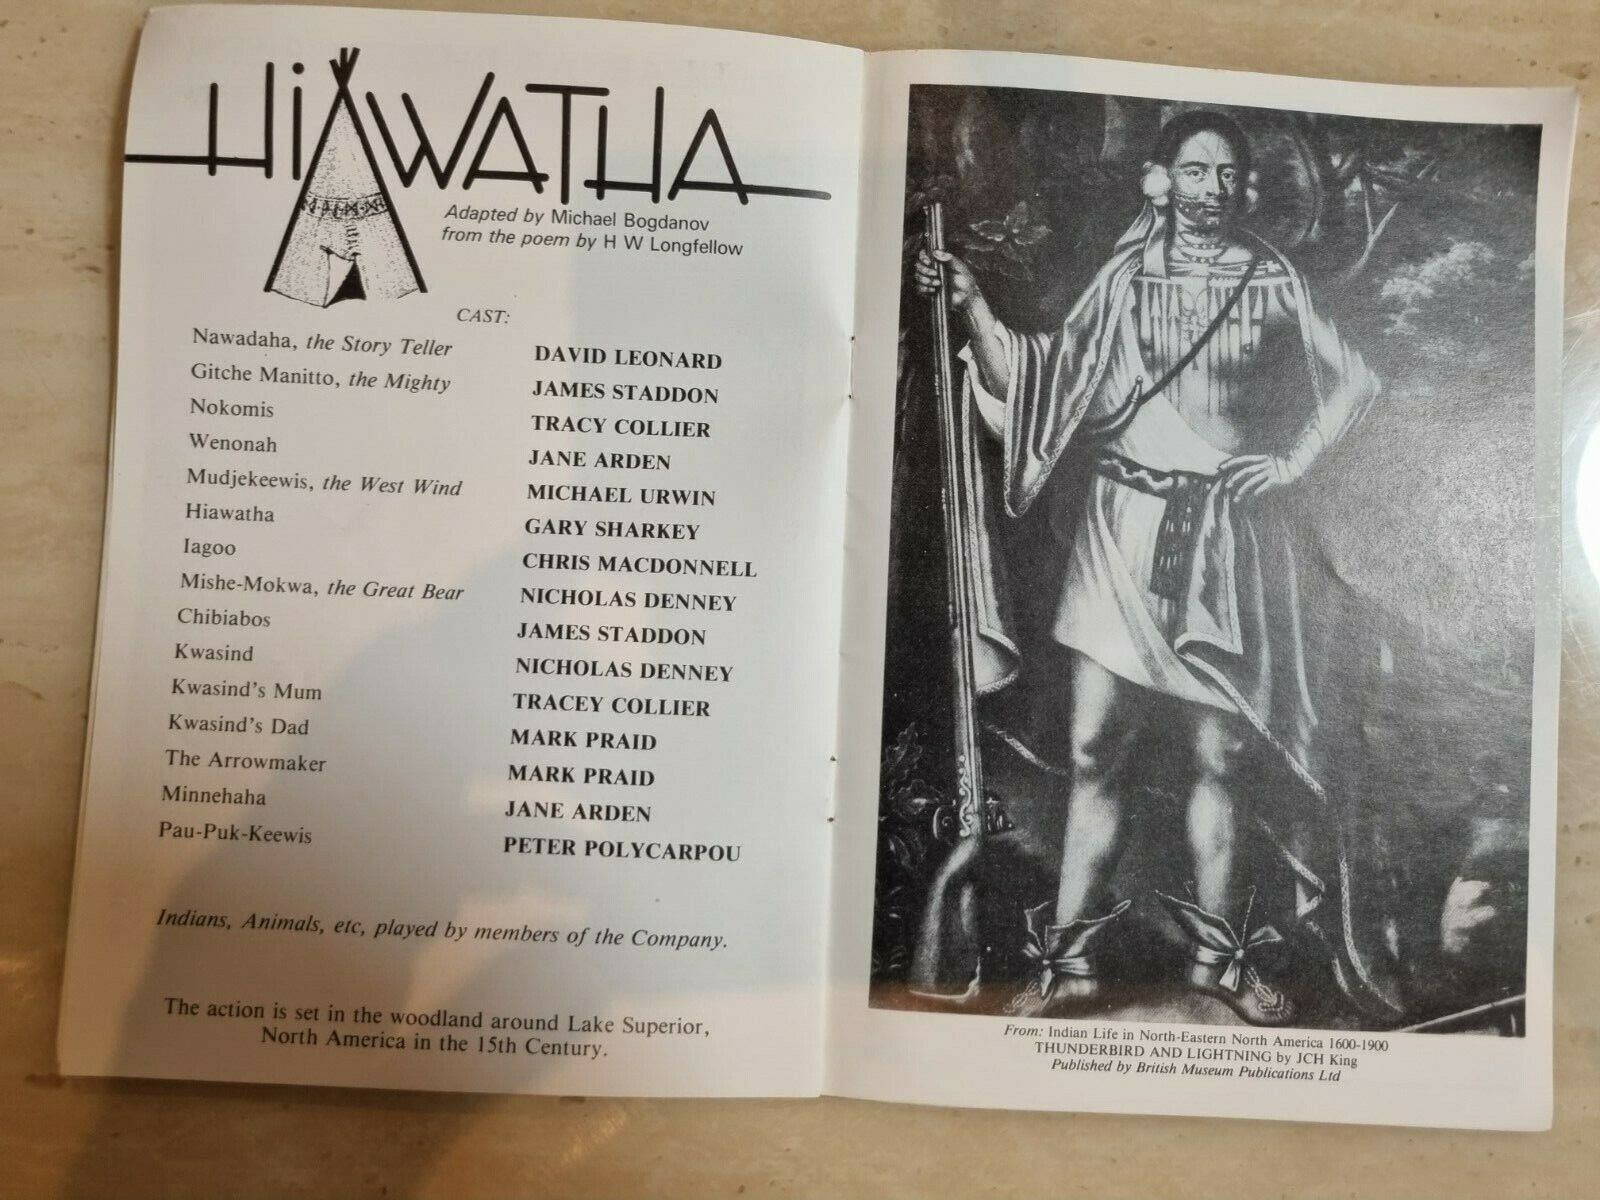 HIAWATHA
Adapted by Michael Bogdanov
from the poem by H W Longfellow
CAST:
Nawadaha, the Story Teller DAVID LEONARD
Gitche Manitto, the Mighty JAMES STADDON
Nokomis TRACY COLLIER
Wenonah JANE ARDEN
Mudjekeewis, the West Wind MICHAEL URWIN
Hiawatha GARY SHARKEY
Iagoo CHRIS MACDONNELL
Mishe-Mokwa, the Great Bear NICHOLAS DENNEY
Chibiabos JAMES STADDON
Kwasind NICHOLAS DENNEY
Kwasind's Mum TRACEY COLLIER
Kwasind's Dad MARK PRAID
The Arrowmaker MARK PRAID
Minnehaha JANE ARDEN
Pau-Puk-Keewis PETER POLYCARPOU
Indians, Animals, etc, played by members of the Company.
The action is set in the woodland around Lake Superior,
North America in the 15th Century.
From: Indian Life in North-Eastern North America 1600-1900
THUNDERBIRD AND LIGHTNING by JCH King
Published by British Museum Publications Ltd